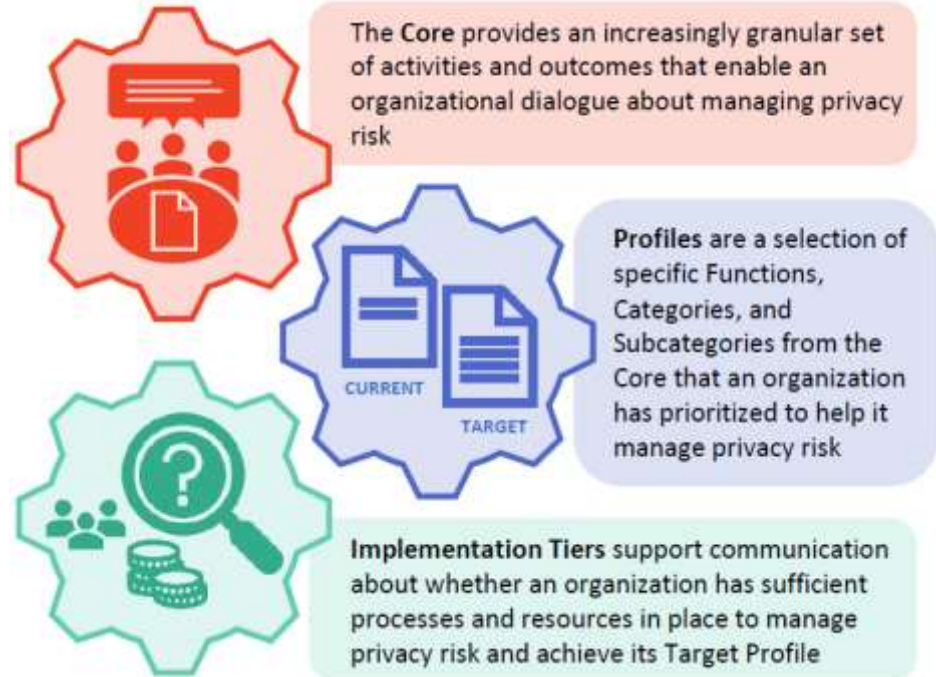 The Core provides an increasingly granular set
of activities and outcomes that enable an
organizational dialogue about managing privacy
risk
Profiles are a selection of
specific Functions,
Categories, and
Subcategories from the
Core that an organization
has prioritized to help it
manage privacy risk
CURRENT
TARGET
?
Implementation Tiers support communication
about whether an organization has sufficient
processes and resources in place to manage
privacy risk and achieve its Target Profile